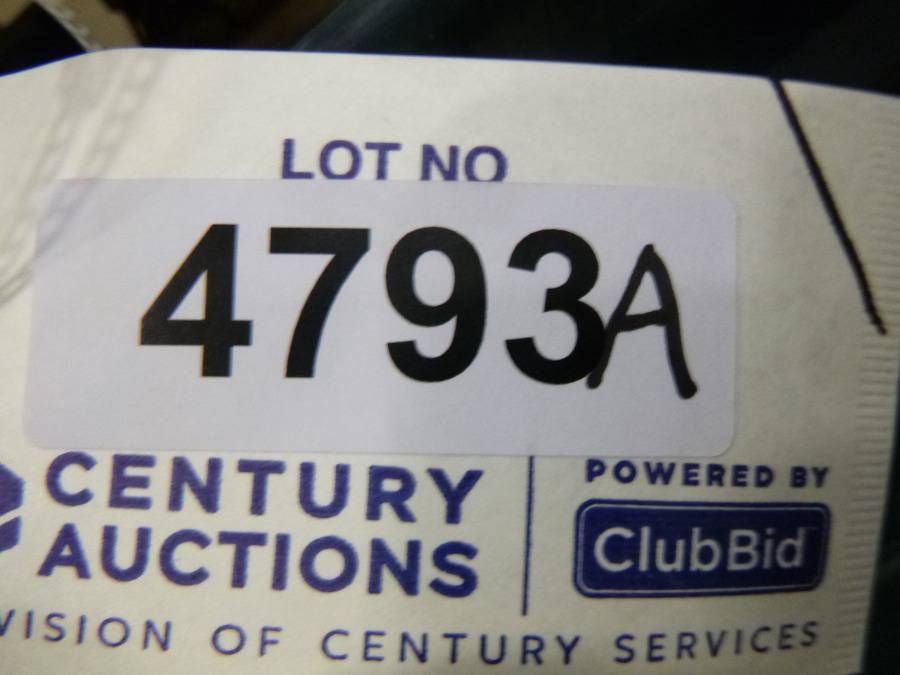 LOT NO
4793A
CENTURY
AUCTIONS
POWERED BY
ClubBid
VISION OF CENTURY SERVICES